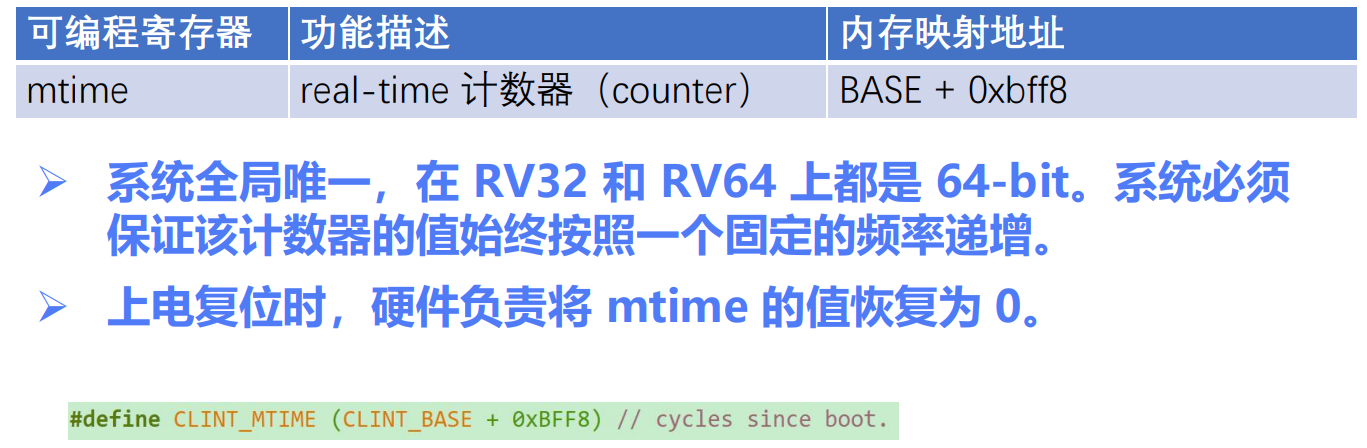 可编程寄存器 功能描述 内存映射地址
mtime real-time 计数器（counter） BASE + 0xbff8
➢ 系统全局唯一，在 RV32 和 RV64 上都是 64-bit。系统必须
保证该计数器的值始终按照一个固定的频率递增。
➢ 上电复位时，硬件负责将 mtime 的值恢复为 0。
#define CLINT_MTIME (CLINT_BASE + 0xBFF8) // cycles since boot.